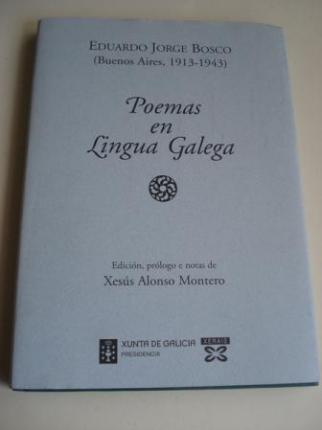 Eduardo Jorge Bosco
(Buenos Aires, 1913-1943)
Poemas
en
Lingua Galega
Edición, prólogo e notas de
Xesús Alonso Montero
XUNTA DE GALICIA
PRESIDENCIA
XERAIS